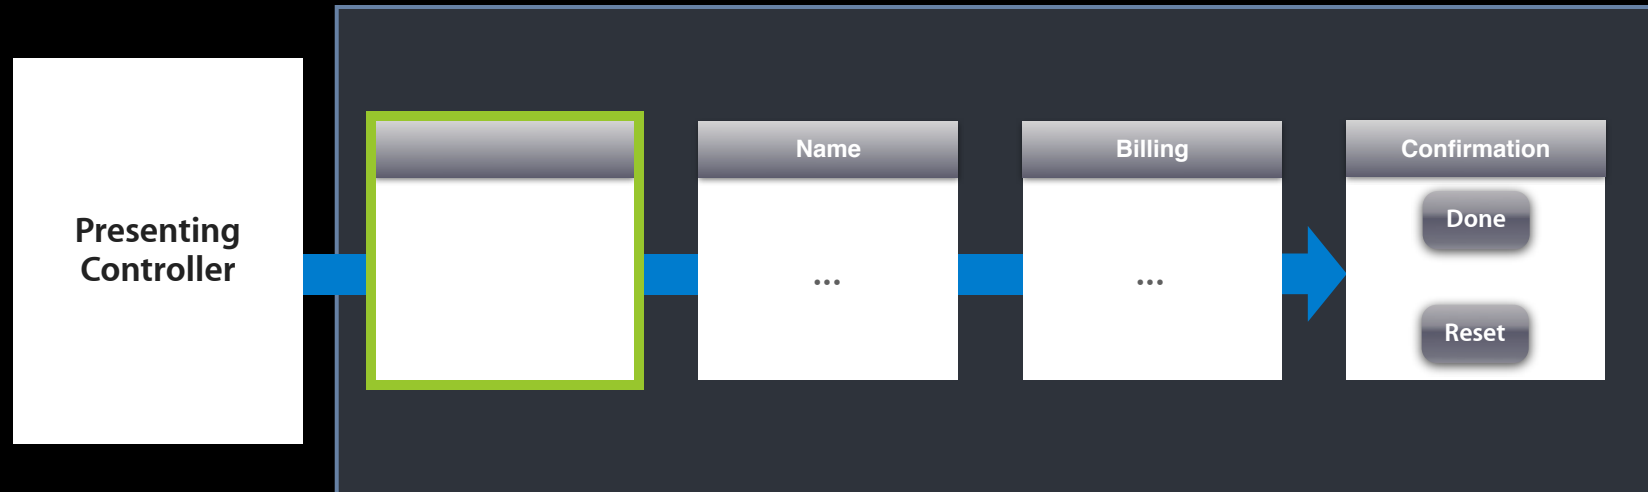 Presenting
Controller
Name
...
Billing
...
Confirmation
Done
Reset